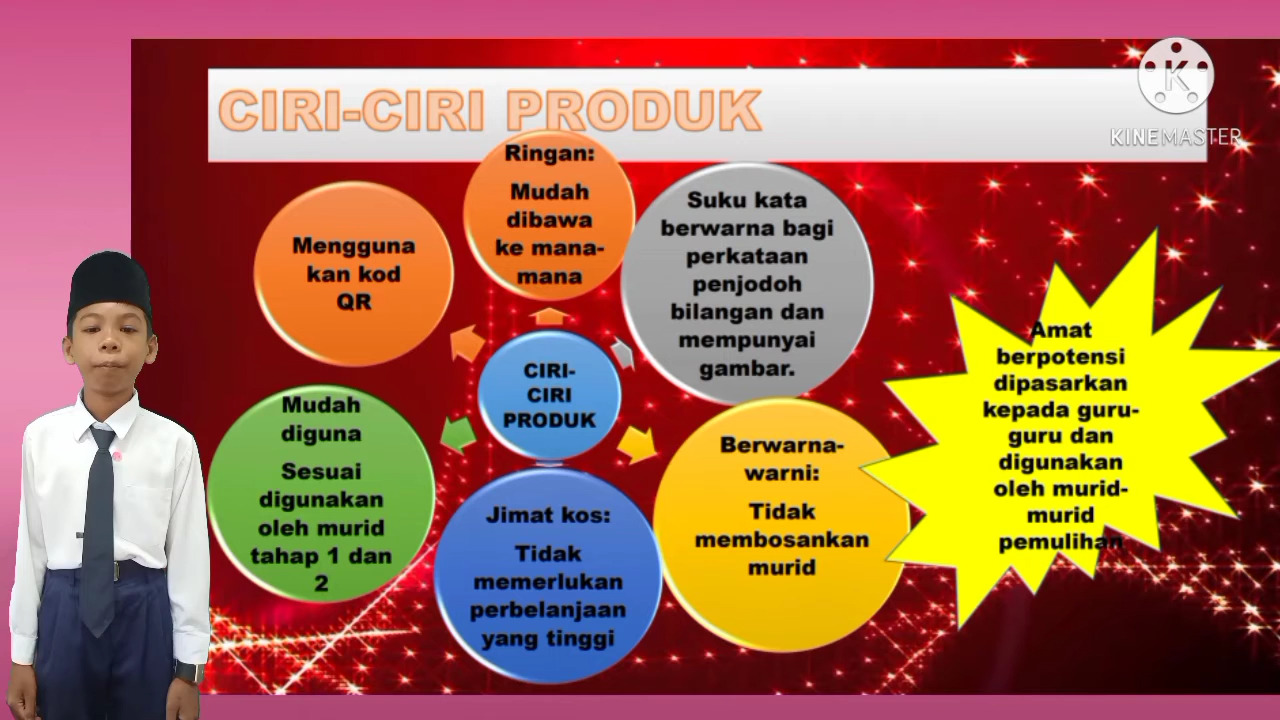 CIRI-CIRI PRODUK
KINEMASTER
Ringan:
Mudah
dibawa
ke mana-
mana
Suku kata
berwarna bagi
perkataan
penjodoh
bilangan dan
mempunyai
gambar.
Berwarna-
warni:
Tidak
membosankan
murid
Jimat kos:
Tidak
memerlukan
perbelanjaan
yang tinggi
Mudah
diguna
Sesuai
digunakan
oleh murid
tahap 1 dan
2
Mengguna
kan kod
QR
CIRI-
CIRI
PRODUK
Amat
berpotensi
dipasarkan
kepada guru-
guru dan
digunakan
oleh murid-
murid
pemulihan